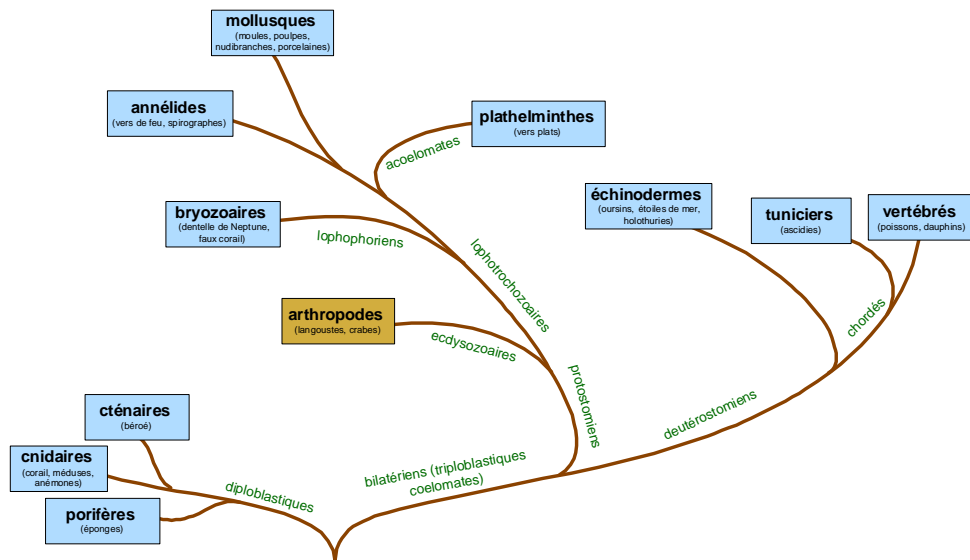 mollusques
(moules, poulpes,
nudibranches, porcelaines)
annélides
(vers de feu, spirographes)
plathelminthes
(vers plats)
acoelomates
échinodermes
(oursins, étoiles de mer,
holothuries)
tuniciers
(ascidies)
vertébrés
(poissons, dauphins)
bryozoaires
(dentelle de Neptune,
faux corail)
lophophoriens
lophotrochozoaires
chordés
arthropodes
(langoustes, crabes)
ecdysozoaires
protostomiens
deutérostomiens
cténaires
(béroé)
cnidaires
(corail, méduses,
anémones)
porifères
(éponges)
diploblastiques
bilatériens (triploblastiques
coelomates)